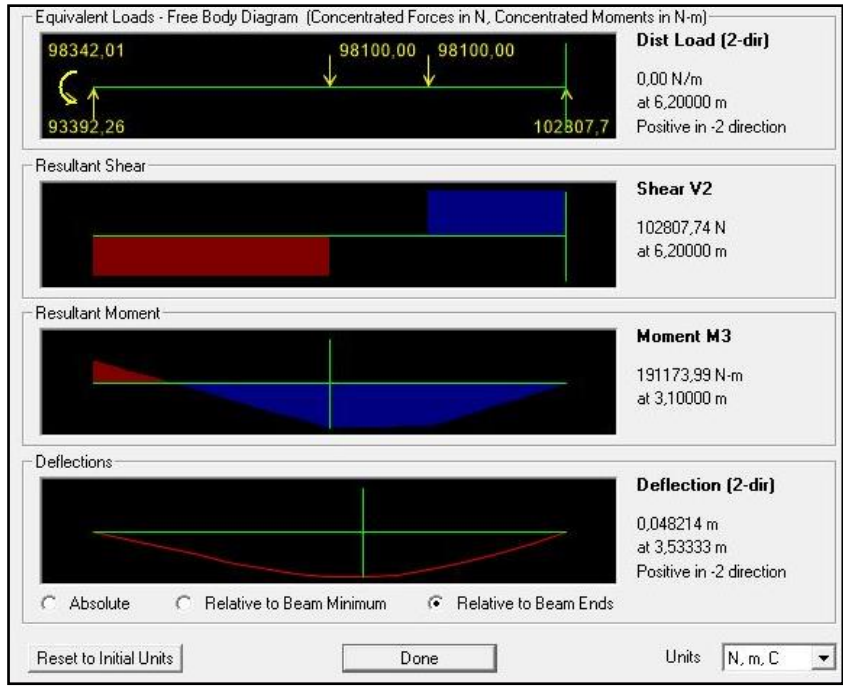 Equivalent Loads - Free Body Diagram (Concentrated Forces in N, Concentrated Moments in N-m)
98342,01
98100,00
98100,00
93392,26
102807,7
Dist Load (2-dir)
0,00 N/m
at 6,20000 m
Positive in -2 direction
Resultant Shear
Shear V2
102807,74 N
at 6,20000 m
Resultant Moment
Moment M3
191173,99 N-m
at 3,10000 m
Deflections
Deflection (2-dir)
0,048214 m
at 3,53333 m
Positive in -2 direction
Absolute
Relative to Beam Minimum
Relative to Beam Ends
Reset to Initial Units
Done
Units
N, m, C